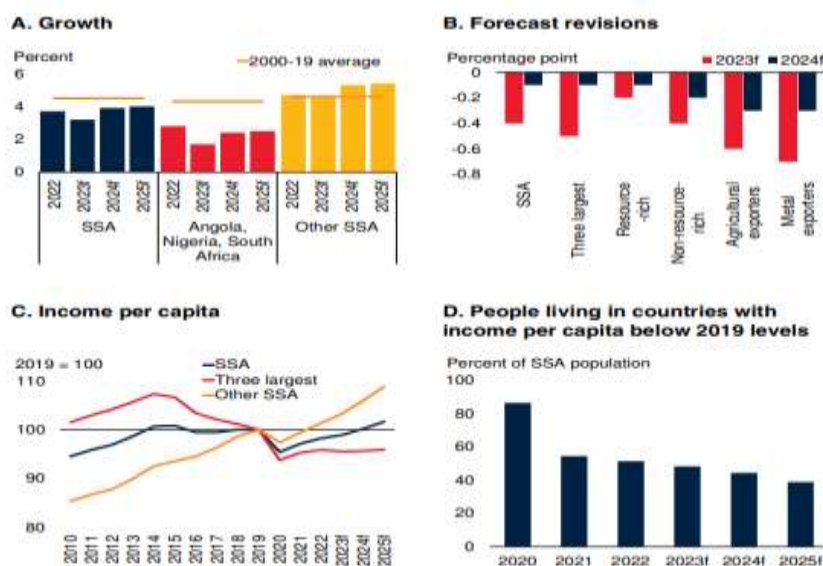 A. Growth
Percent
2000-19 average
6
4
2
0
2022
2023f
2024f
2025f
2022
2023f
2024f
2025f
2022
2023f
2024f
2025f
SSA
Angola,
Nigeria, South
Africa
Other SSA
B. Forecast revisions
Percentage point
2023f
2024f
0
-0.2
-0.4
-0.6
-0.8
SSA
Three largest
Resource
-rich
Non-resource-
rich
Agricultural
exporters
Metal
exporters
C. Income per capita
2019 = 100
SSA
Three largest
Other SSA
110
100
90
80
2010
2011
2012
2013
2014
2015
2016
2017
2018
2019
2020
2021
2022
2023f
2024f
2025f
D. People living in countries with
income per capita below 2019 levels
Percent of SSA population
100
80
60
40
20
0
2020 2021 2022 2023f 2024f 2025f